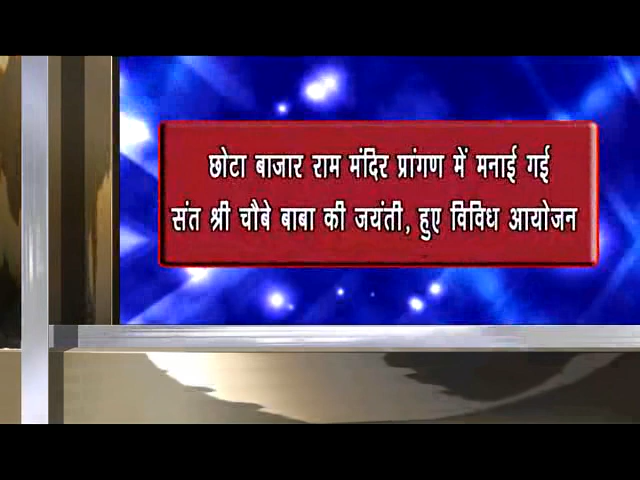 छोटा बाजार राम मंदिर प्रांगण में मनाई गई
संत श्री चौबे बाबा की जयंती, हुए विविध आयोजन